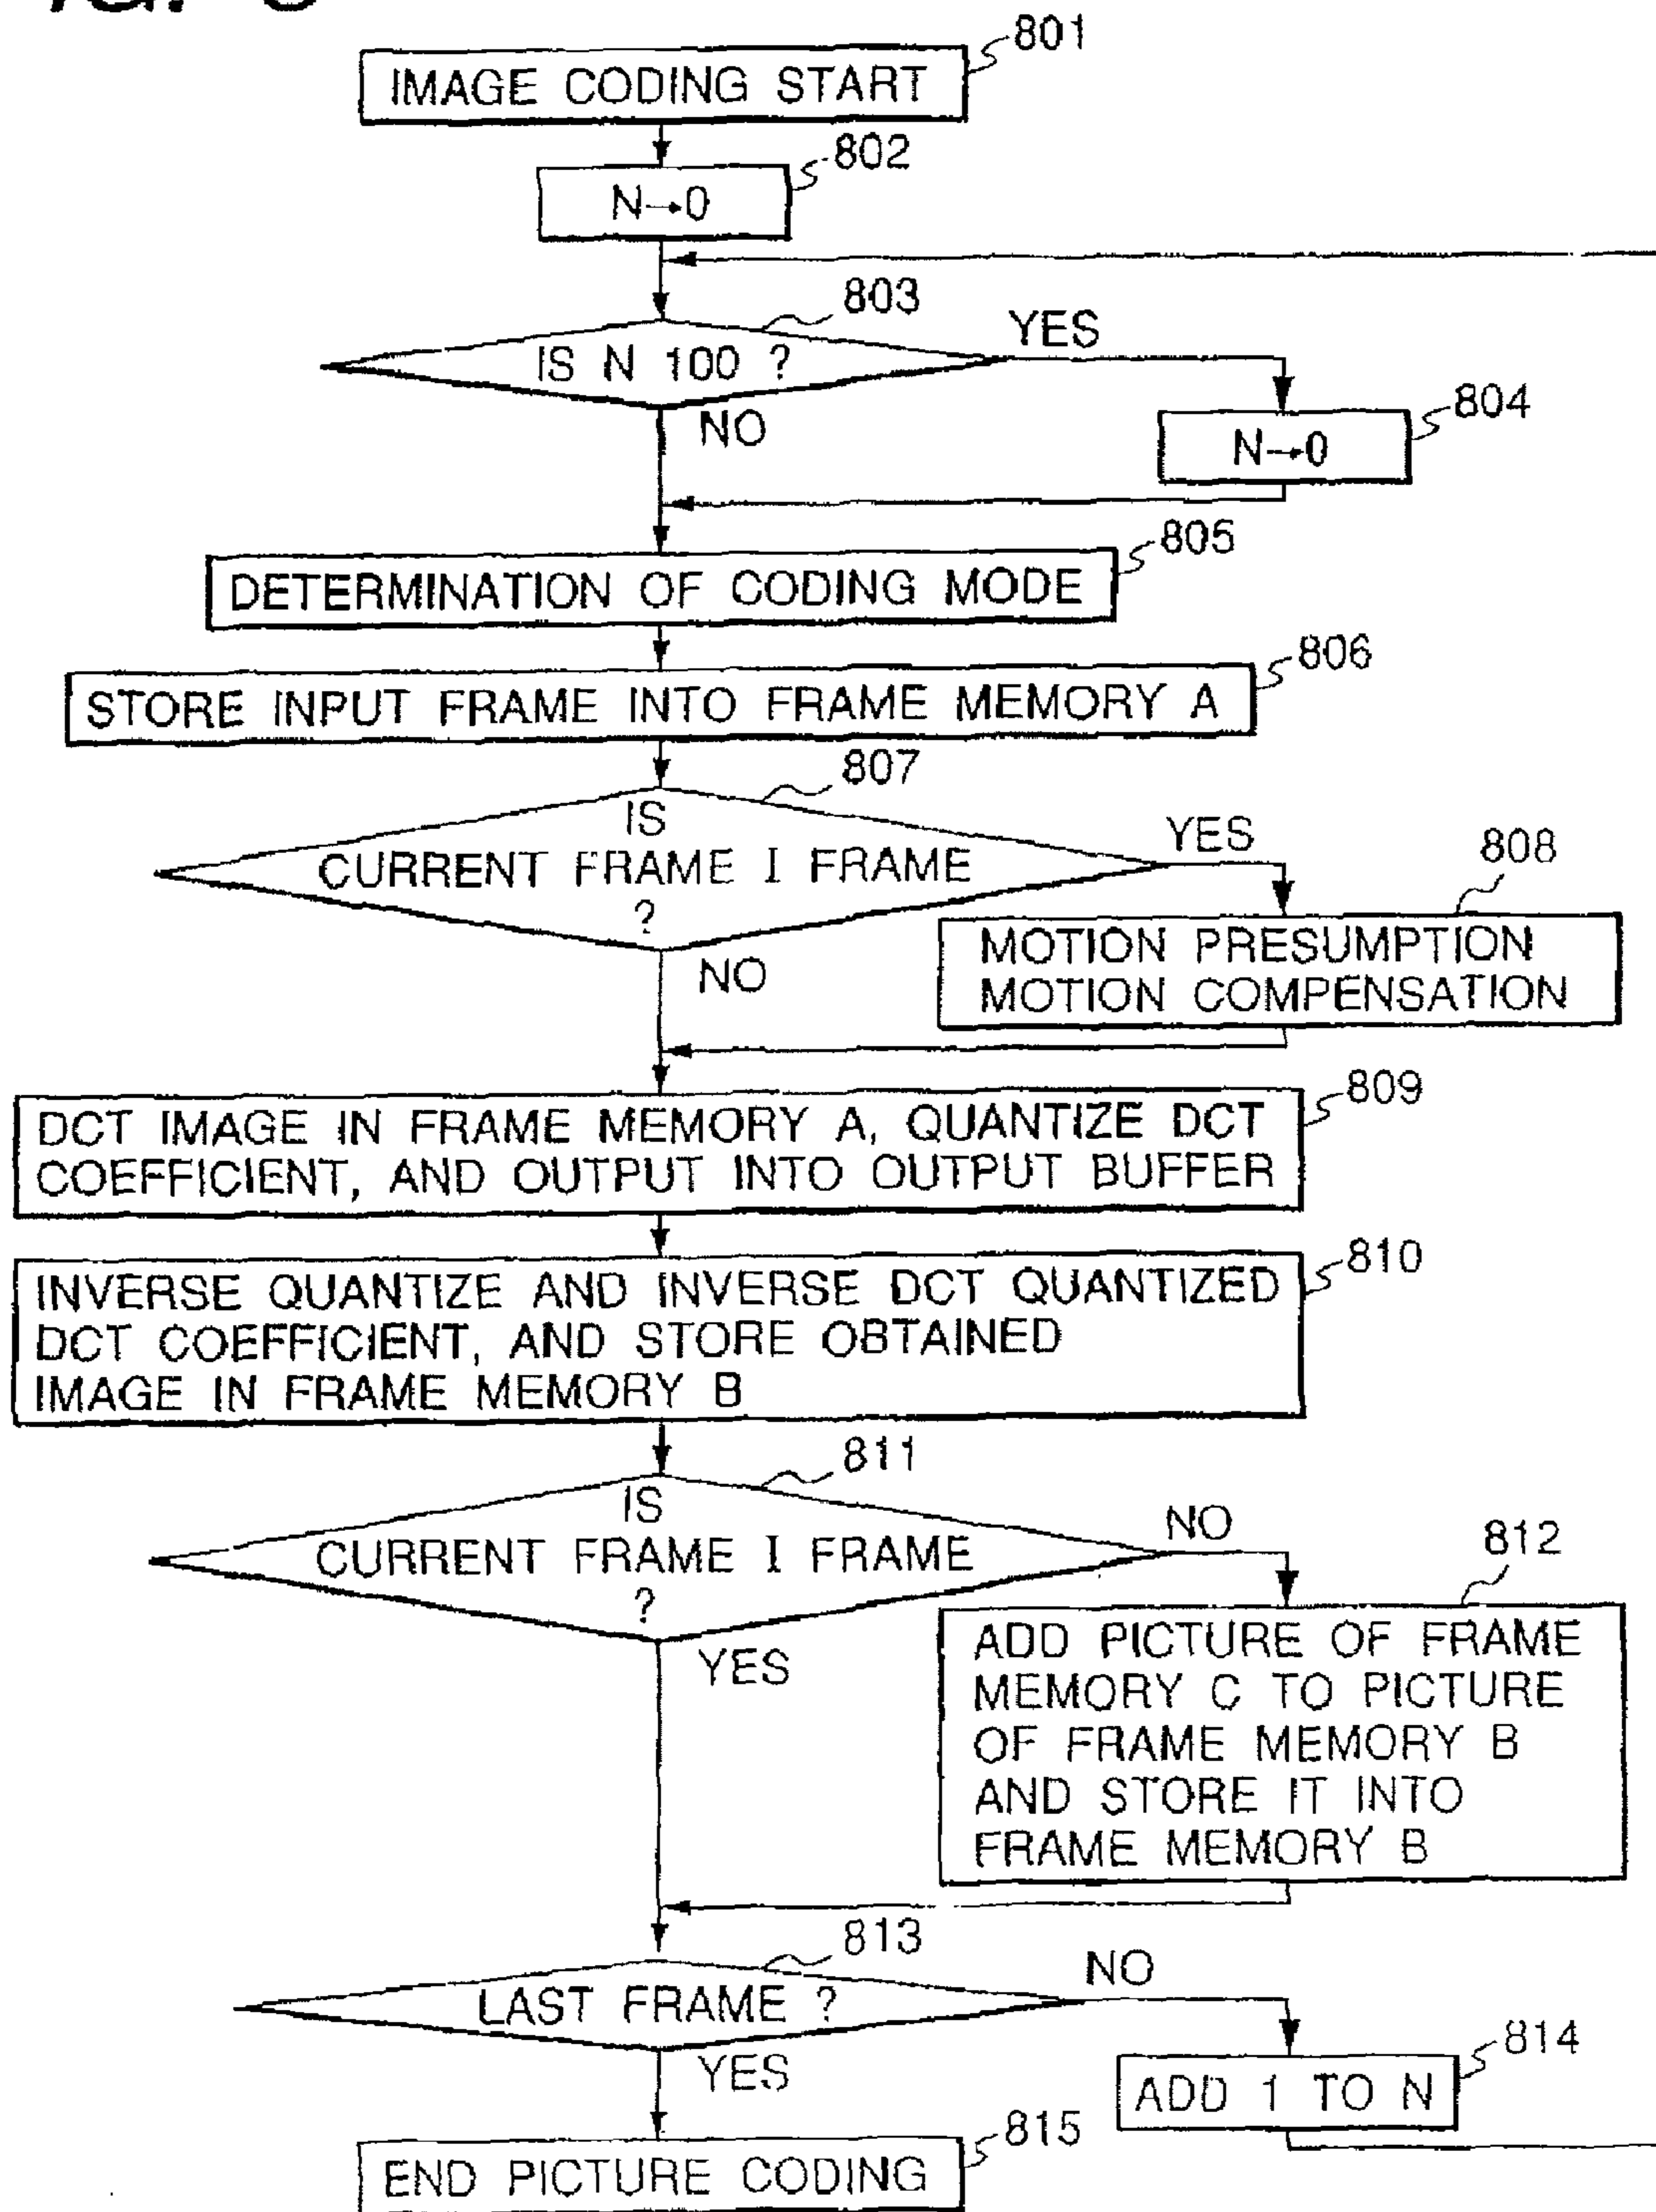 801
IMAGE CODING START
802
N→0
803
IS N 100 ?
YES
NO
804
N→0
805
DETERMINATION OF CODING MODE
806
STORE INPUT FRAME INTO FRAME MEMORY A
807
IS
CURRENT FRAME I FRAME
?
YES
NO
808
MOTION PRESUMPTION
MOTION COMPENSATION
809
DCT IMAGE IN FRAME MEMORY A, QUANTIZE DCT
COEFFICIENT, AND OUTPUT INTO OUTPUT BUFFER
810
INVERSE QUANTIZE AND INVERSE DCT QUANTIZED
DCT COEFFICIENT, AND STORE OBTAINED
IMAGE IN FRAME MEMORY B
811
IS
CURRENT FRAME I FRAME
?
NO
YES
812
ADD PICTURE OF FRAME
MEMORY C TO PICTURE
OF FRAME MEMORY B
AND STORE IT INTO
FRAME MEMORY B
813
LAST FRAME ?
NO
YES
814
ADD 1 TO N
815
END PICTURE CODING